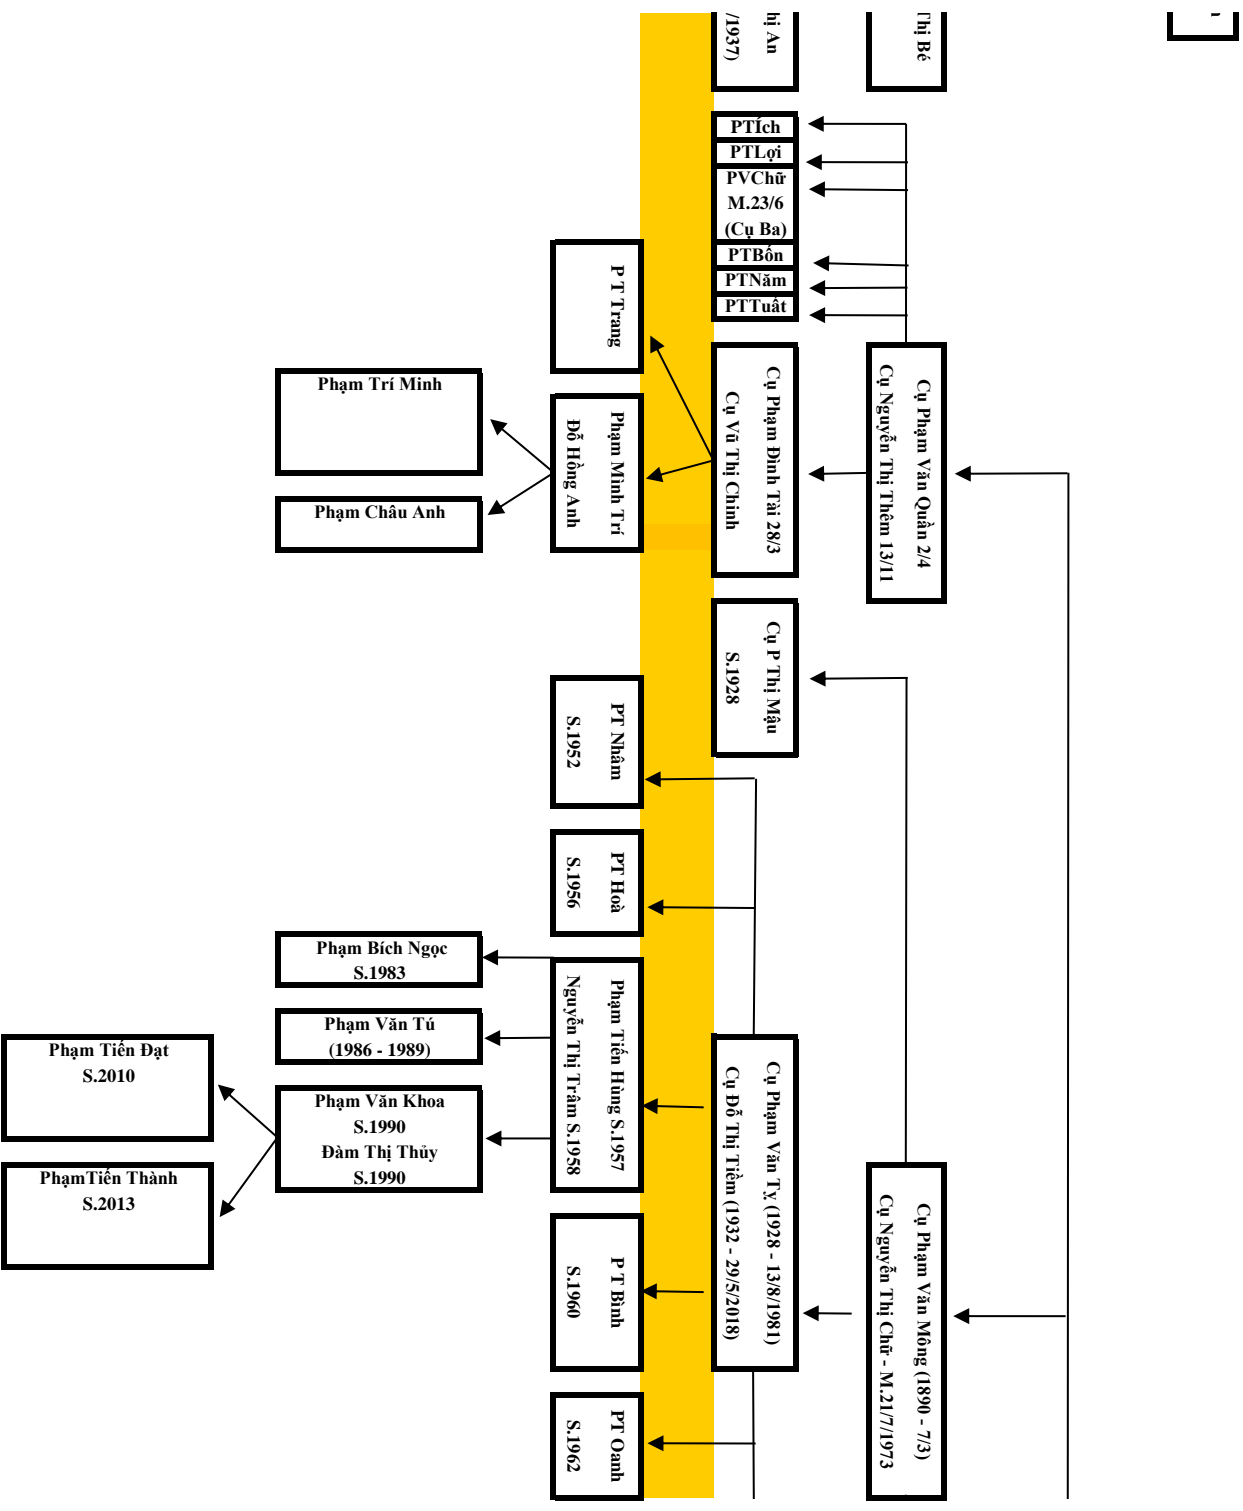 hị An
/1937)
Thị Bé
PTÍch
PTLợi
PVChữ
M.23/6
(Cụ Ba)
PTBốn
PTNăm
PTTuất
P T Trang
Phạm Trí Minh
Phạm Châu Anh
Phạm Minh Trí
Đỗ Hồng Anh
Cụ Phạm Đình Tài 28/3
Cụ Vũ Thị Chinh
Cụ Phạm Văn Quần 2/4
Cụ Nguyễn Thị Thêm 13/11
Cụ P Thị Mậu
S.1928
PT Nhâm
S.1952
PT Hoà
S.1956
Phạm Bích Ngọc
S.1983
Phạm Văn Tú
(1986 - 1989)
Phạm Văn Khoa
S.1990
Đàm Thị Thủy
S.1990
Phạm Tiến Đạt
S.2010
PhạmTiến Thành
S.2013
Phạm Tiến Hùng S.1957
Nguyễn Thị Trâm S.1958
Cụ Phạm Văn Tỵ (1928 - 13/8/1981)
Cụ Đỗ Thị Tiềm (1932 - 29/5/2018)
Cụ Phạm Văn Mông (1890 - 7/3)
Cụ Nguyễn Thị Chữ - M.21/7/1973
P T Bình
S.1960
PT Oanh
S.1962